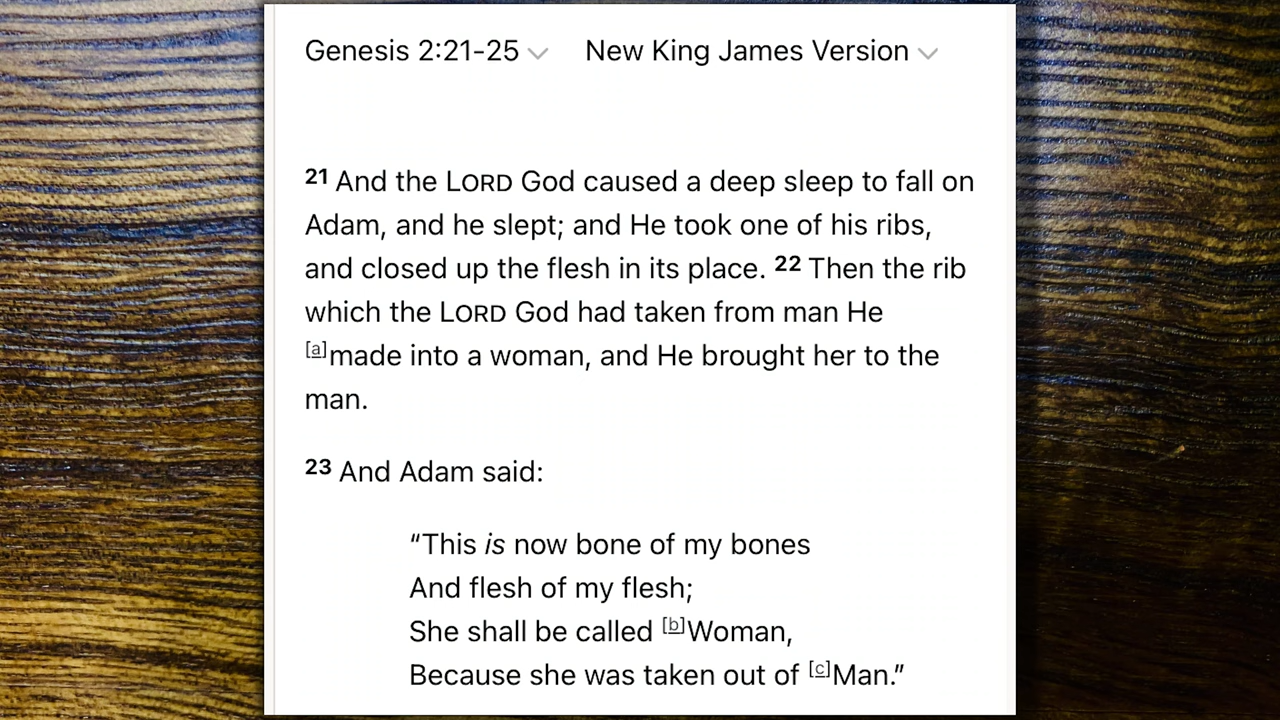 Genesis 2:21-25 New King James Version
21 And the LORD God caused a deep sleep to fall on
Adam, and he slept; and He took one of his ribs,
and closed up the flesh in its place. 22 Then the rib
which the LORD God had taken from man He
[a]made into a woman, and He brought her to the
man.
23 And Adam said:
“This is now bone of my bones
And flesh of my flesh;
She shall be called [b]Woman,
Because she was taken out of [c]Man.”